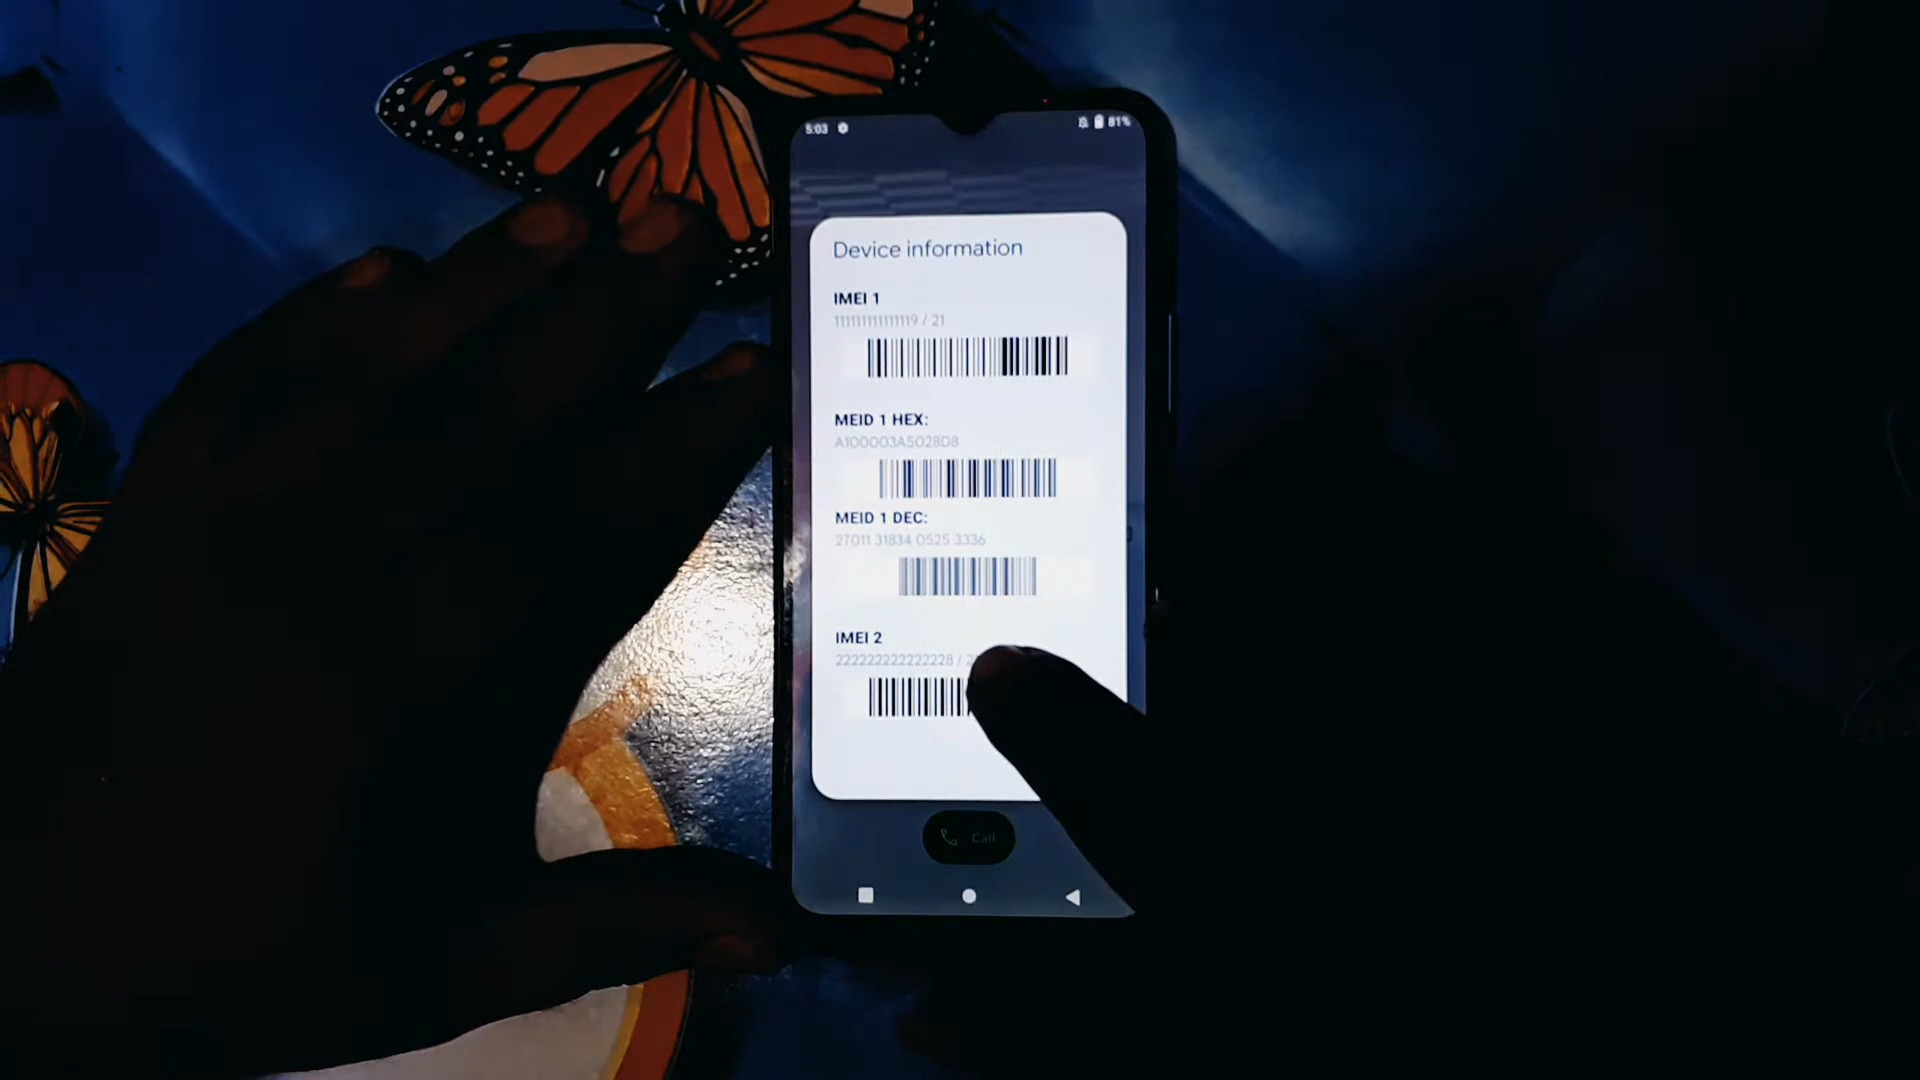 5:03 81%
Device information
IMEI 1
111111111111119 / 21
MEID 1 HEX:
A100003A5028D8
MEID 1 DEC:
27011 31834 0525 3336
IMEI 2
222222222222228 /
Call